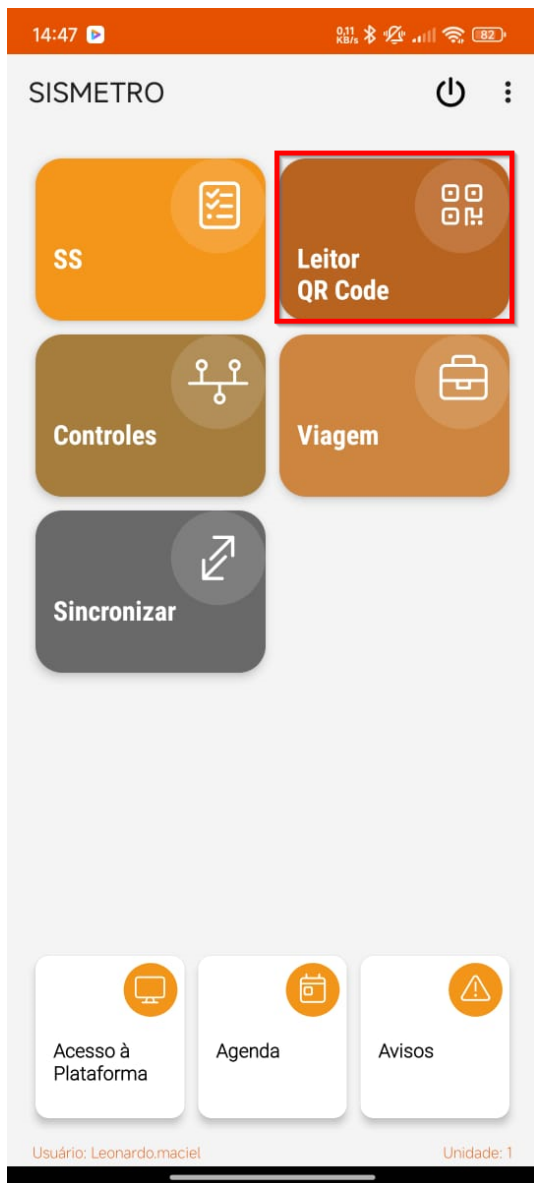 14:47
0,11
KB/s
82
SISMETRO
SS
Leitor
QR Code
Controles
Viagem
Sincronizar
Acesso à
Plataforma
Agenda
Avisos
Usuário: Leonardo.maciel
Unidade: 1